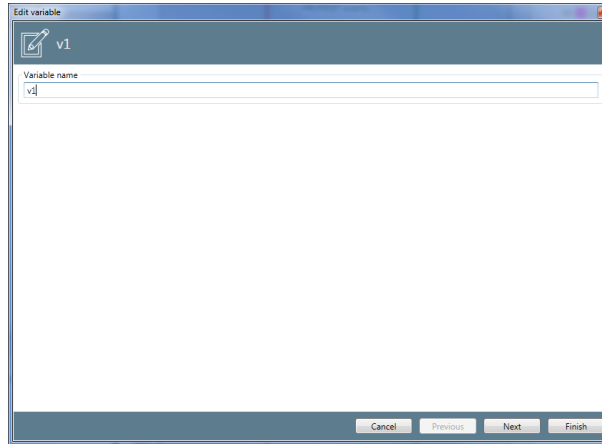 Edit variable
v1
Variable name
v1
Cancel Previous Next Finish